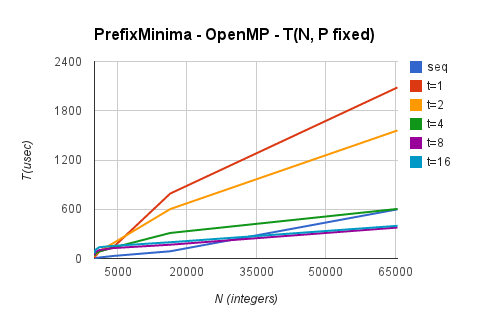 PrefixMinima - OpenMP - T(N, P fixed)
T(usec)
2400
1800
1200
600
0
5000 20000 35000 50000 65000
N (integers)
seq
t=1
t=2
t=4
t=8
t=16